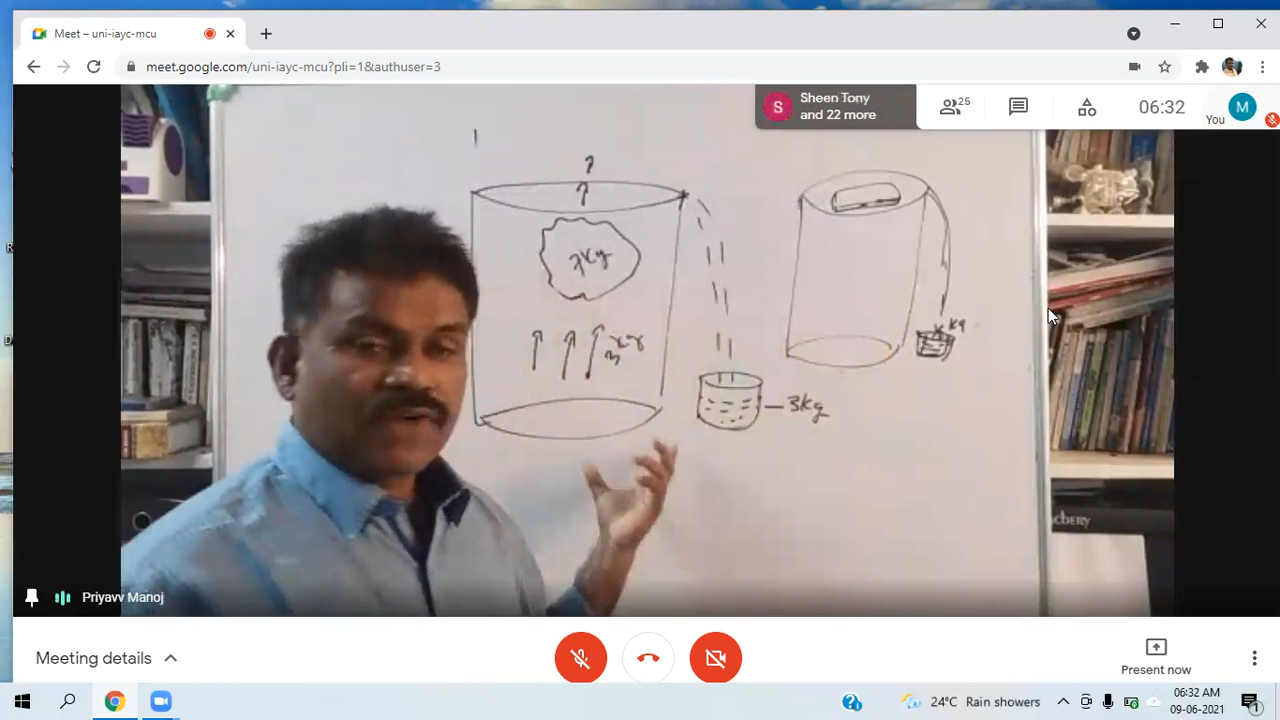 Meet – uni-iayc-mcu
meet.google.com/uni-iayc-mcu?pli=1&authuser=3
S
Sheen Tony
and 22 more
25
06:32
You
M
7Kg
3kg
kg
Priyavv Manoj
Meeting details
Present now
24°C Rain showers
06:32 AM
09-06-2021
1